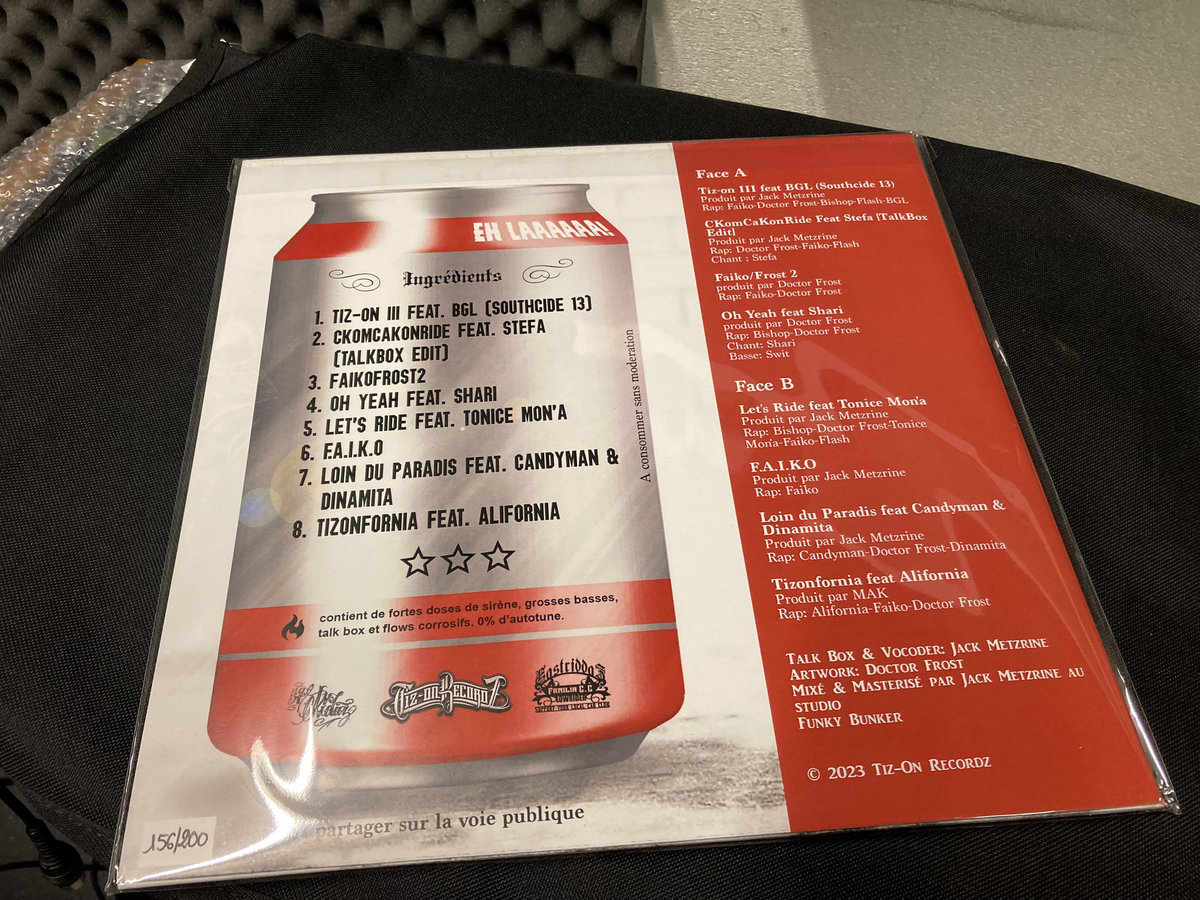 EH LAAAAAA!
Ingrédients
1. TIZ-ON III FEAT. BGL (SOUTHCIDE 13)
2. CKOMCAKONRIDE FEAT. STEFA
(TALKBOX EDIT)
3. FAIKOFROST2
4. OH YEAH FEAT. SHARI
5. LET'S RIDE FEAT. TONICE MON'A
6. F.A.I.K.O
7. LOIN DU PARADIS FEAT. CANDYMAN &
DINAMITA
8. TIZONFORNIA FEAT. ALIFORNIA
A consommer sans moderation
contient de fortes doses de sirène, grosses basses,
talk box et flows corrosifs. 0% d'autotune.
TIZ-ON RECORDZ
FAMILIA C.C
LOWRIDER
SUPPORT YOUR LOCAL CAR CLUB
partager sur la voie publique
156/200
Face A
Tiz-on III feat BGL (Southcide 13)
Produit par Jack Metzrine
Rap: Faiko-Doctor Frost-Bishop-Flash-BGL
CKomCaKonRide Feat Stefa [TalkBox
Edit]
Produit par Jack Metzrine
Rap: Doctor Frost-Faiko-Flash
Chant : Stefa
Faiko/Frost 2
produit par Doctor Frost
Rap: Faiko-Doctor Frost
Oh Yeah feat Shari
produit par Doctor Frost
Rap: Bishop-Doctor Frost
Chant: Shari
Basse: Swit
Face B
Let's Ride feat Tonice Mon'a
Produit par Jack Metzrine
Rap: Bishop-Doctor Frost-Tonice
Mon'a-Faiko-Flash
F.A.I.K.O
Produit par Jack Metzrine
Rap: Faiko
Loin du Paradis feat Candyman &
Dinamita
Produit par Jack Metzrine
Rap: Candyman-Doctor Frost-Dinamita
Tizonfornia feat Alifornia
Produit par MAK
Rap: Alifornia-Faiko-Doctor Frost
TALK BOX & VOCODER: JACK METZRINE
ARTWORK: DOCTOR FROST
MIXÉ & MASTERISÉ PAR JACK METZRINE AU
STUDIO
FUNKY BUNKER
© 2023 TIZ-ON RECORDZ